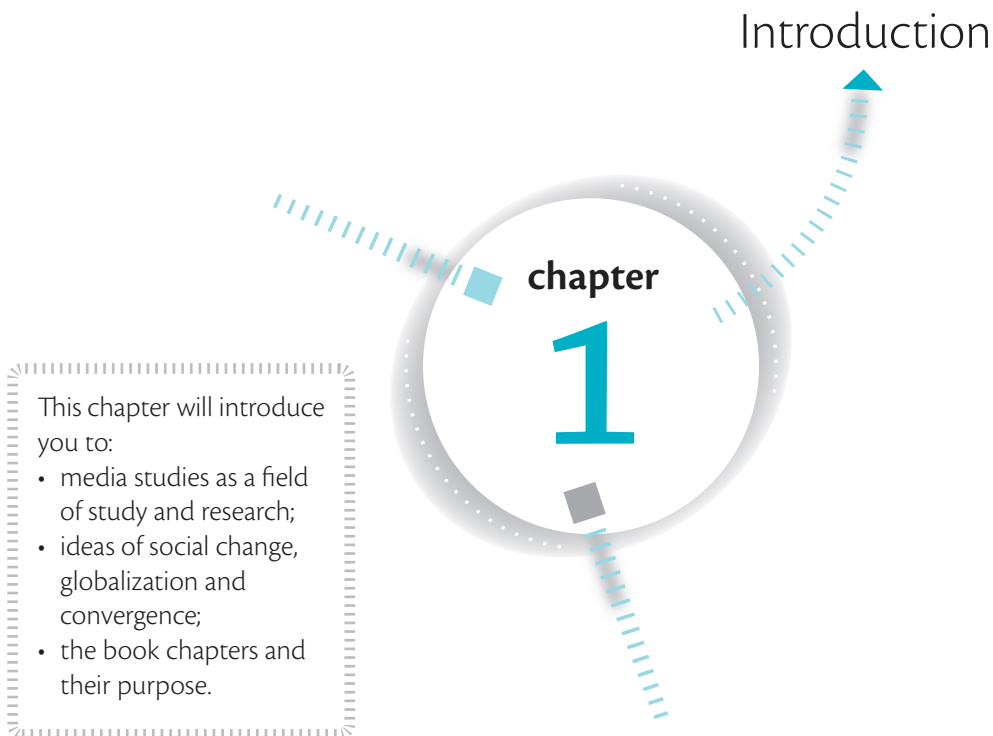 Introduction
chapter
1
This chapter will introduce
you to:
• media studies as a field
of study and research;
• ideas of social change,
globalization and
convergence;
• the book chapters and
their purpose.